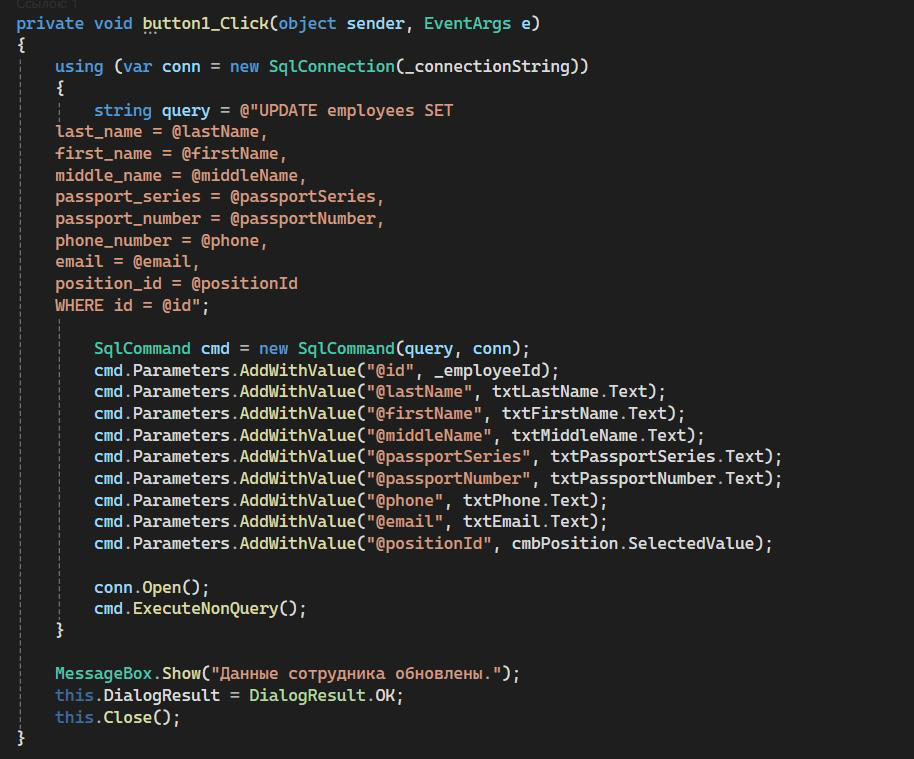 Ссылок: 1
private void button1_Click(object sender, EventArgs e)
{
using (var conn = new SqlConnection(_connectionString))
{
string query = @"UPDATE employees SET
last_name = @lastName,
first_name = @firstName,
middle_name = @middleName,
passport_series = @passportSeries,
passport_number = @passportNumber,
phone_number = @phone,
email = @email,
position_id = @positionId
WHERE id = @id";
SqlCommand cmd = new SqlCommand(query, conn);
cmd.Parameters.AddWithValue("@id", _employeeId);
cmd.Parameters.AddWithValue("@lastName", txtLastName.Text);
cmd.Parameters.AddWithValue("@firstName", txtFirstName.Text);
cmd.Parameters.AddWithValue("@middleName", txtMiddleName.Text);
cmd.Parameters.AddWithValue("@passportSeries", txtPassportSeries.Text);
cmd.Parameters.AddWithValue("@passportNumber", txtPassportNumber.Text);
cmd.Parameters.AddWithValue("@phone", txtPhone.Text);
cmd.Parameters.AddWithValue("@email", txtEmail.Text);
cmd.Parameters.AddWithValue("@positionId", cmbPosition.SelectedValue);
conn.Open();
cmd.ExecuteNonQuery();
}
MessageBox.Show("Данные сотрудника обновлены.");
this.DialogResult = DialogResult.OK;
this.Close();
}